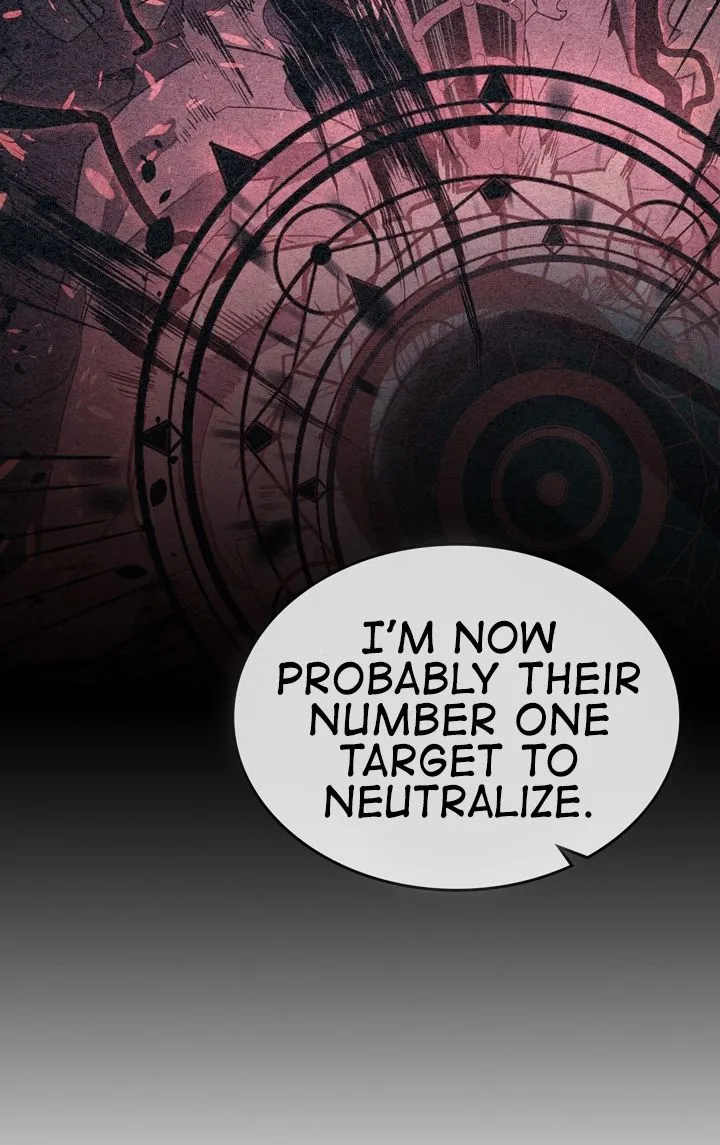 I'M NOW
PROBABLY THEIR
NUMBER ONE
TARGET TO
NEUTRALIZE.